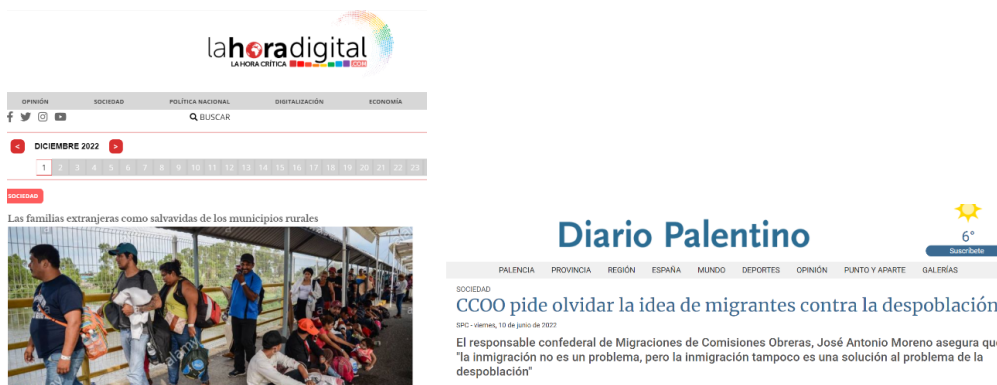 lahoradigital
LA HORA CRÍTICA .COM
OPINIÓN SOCIEDAD POLÍTICA NACIONAL DIGITALIZACIÓN ECONOMÍA
BUSCAR
< DICIEMBRE 2022 >
1 2 3 4 5 6 7 8 9 10 11 12 13 14 15 16 17 18 19 20 21 22 23
SOCIEDAD
Las familias extranjeras como salvavidas de los municipios rurales
alamy
Diario Palentino
6°
Suscríbete
PALENCIA PROVINCIA REGIÓN ESPAÑA MUNDO DEPORTES OPINIÓN PUNTO Y APARTE GALERÍAS
SOCIEDAD
CCOO pide olvidar la idea de migrantes contra la despoblación
SPC - viernes, 10 de junio de 2022
El responsable confederal de Migraciones de Comisiones Obreras, José Antonio Moreno asegura que
"la inmigración no es un problema, pero la inmigración tampoco es una solución al problema de la
despoblación"